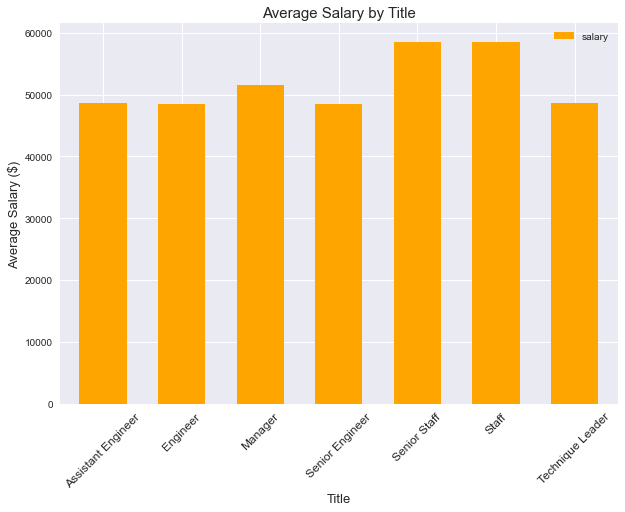 Average Salary by Title
salary
Average Salary ($)
60000
50000
40000
30000
20000
10000
0
Assistant Engineer
Engineer
Manager
Senior Engineer
Senior Staff
Staff
Technique Leader
Title